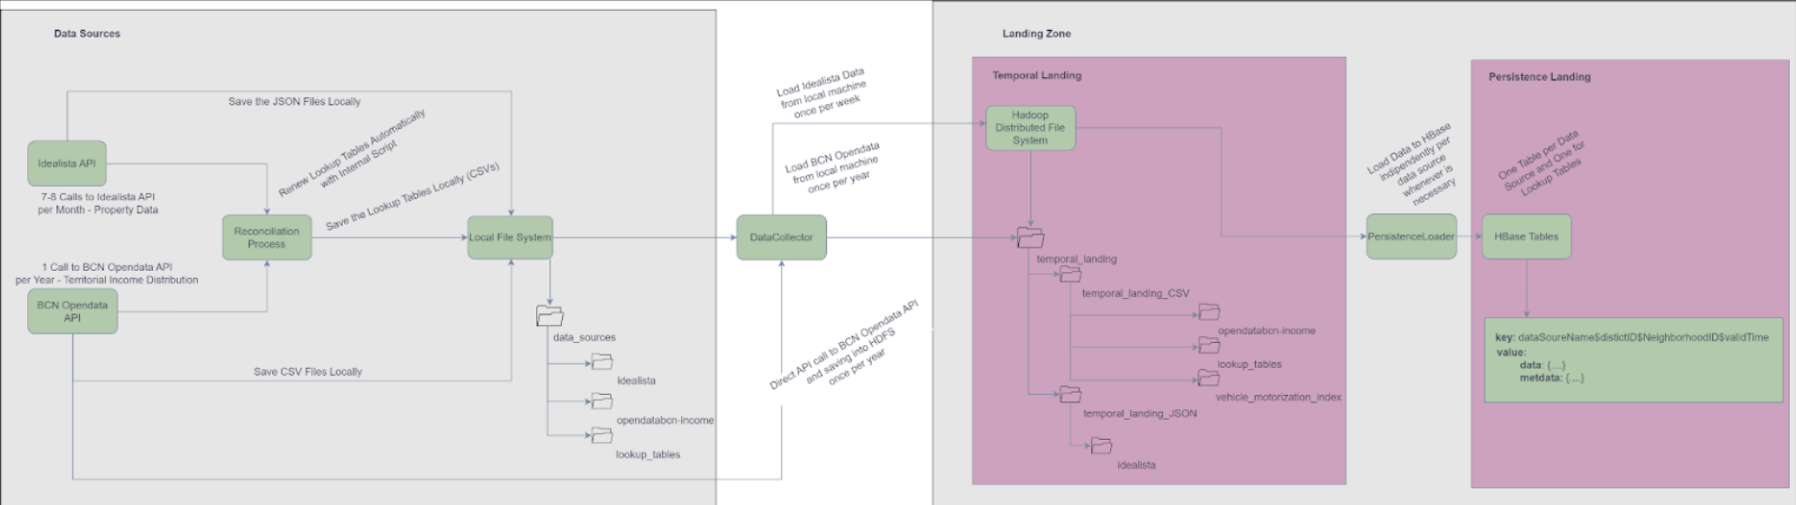 Data Sources
Save the JSON Files Locally
Renew Lookup Tables Automatically
with Internal Script
Idealista API
7-8 Calls to Idealista API
per Month - Property Data
Save the Lookup Tables Locally (CSVs)
Reconciliation
Process
Local File System
1 Call to BCN Opendata API
per Year - Territorial Income Distribution
BCN Opendata
API
Save CSV Files Locally
data_sources
Idealista
opendatabcn-income
lookup_tables
Load Idealista Data
from local machine
once per week
Load BCN Opendata
from local machine
once per year
DataCollector
Direct API call to BCN Opendata API
and saving into HDFS
once per year
Landing Zone
Temporal Landing
Hadoop
Distributed File
System
temporal_landing
temporal_landing_CSV
opendatabcn-income
lookup_tables
vehicle_motorization_index
temporal_landing_JSON
Idealista
Load Data to HBase
indipendently per
data source
whenever is
necessary
PersistenceLoader
Persistence Landing
One Table per Data
Source and One for
Lookup Tables
HBase Tables
key: dataSoureName$distictID$NeighborhoodID$validTime
value:
data: {....}
metdata: {....}